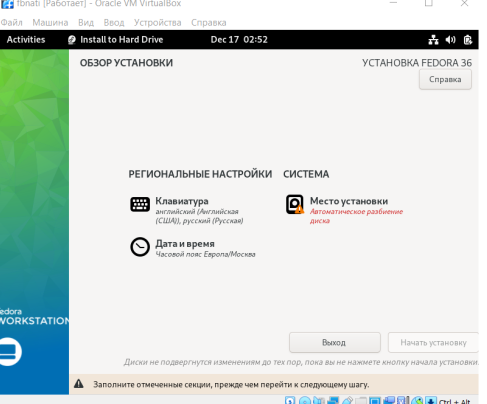 fbnati [Работает] - Oracle VM VirtualBox
Файл Машина Вид Ввод Устройства Справка
Activities Install to Hard Drive Dec 17 02:52
ОБЗОР УСТАНОВКИ УСТАНОВКА FEDORA 36
Справка
РЕГИОНАЛЬНЫЕ НАСТРОЙКИ СИСТЕМА
Клавиатура
английский (Английская
(США)), русский (Русская)
Место установки
Автоматическое разбиение
диска
Дата и время
Часовой пояс Европа/Москва
edora
WORKSTATION
Выход Начать установку
Диски не подвергнутся изменениям до тех пор, пока вы не нажмете кнопку начала установки.
Заполните отмеченные секции, прежде чем перейти к следующему шагу.
Ctrl + Alt